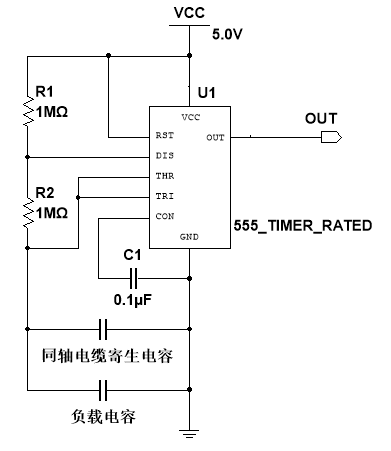 VCC
5.0V
R1
1MΩ
U1
VCC
RST
OUT
OUT
DIS
THR
R2
1MΩ
TRI
CON
555_TIMER_RATED
GND
C1
0.1µF
同轴电缆寄生电容
负载电容